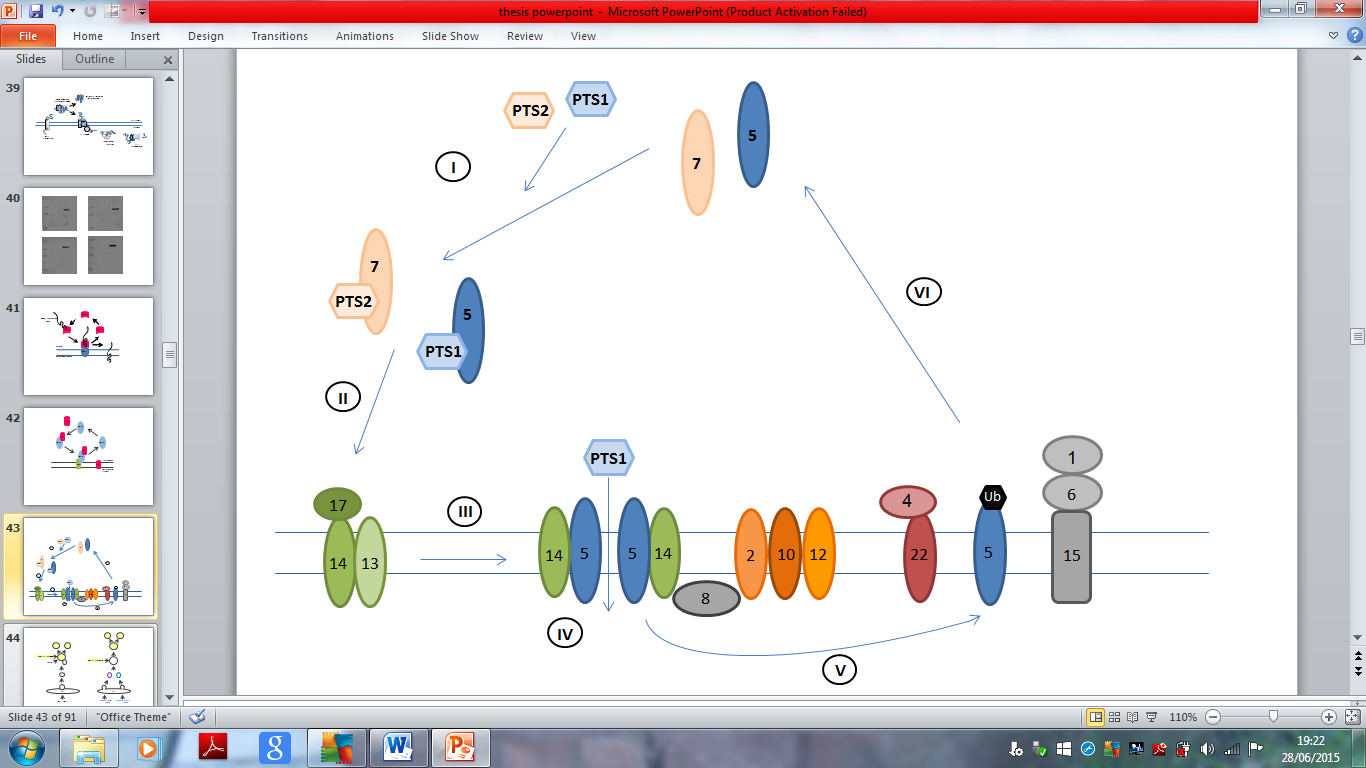 thesis powerpoint - Microsoft PowerPoint (Product Activation Failed)
File Home Insert Design Transitions Animations Slide Show Review View
Slides Outline
39
40
41
42
43
44
PTS2 PTS1
7 5
I
7
PTS2
5
PTS1
II
VI
PTS1
17
14 13
III
14 5 5 14
8
2 10 12
4
22
Ub
5
1
6
15
IV
V
Slide 43 of 91 "Office Theme" 110%
19:22
28/06/2015